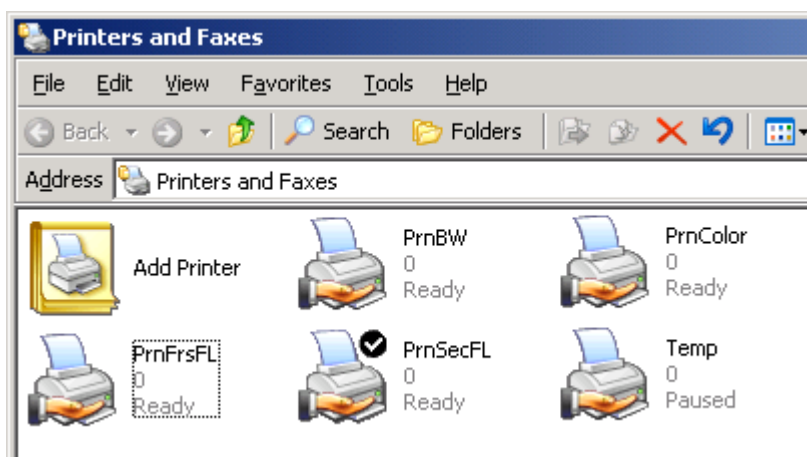 Printers and Faxes
File Edit View Favorites Tools Help
Back Search Folders
Address Printers and Faxes
Add Printer
PrnBW
0
Ready
PrnColor
0
Ready
PrnFrsFL
0
Ready
PrnSecFL
0
Ready
Temp
0
Paused